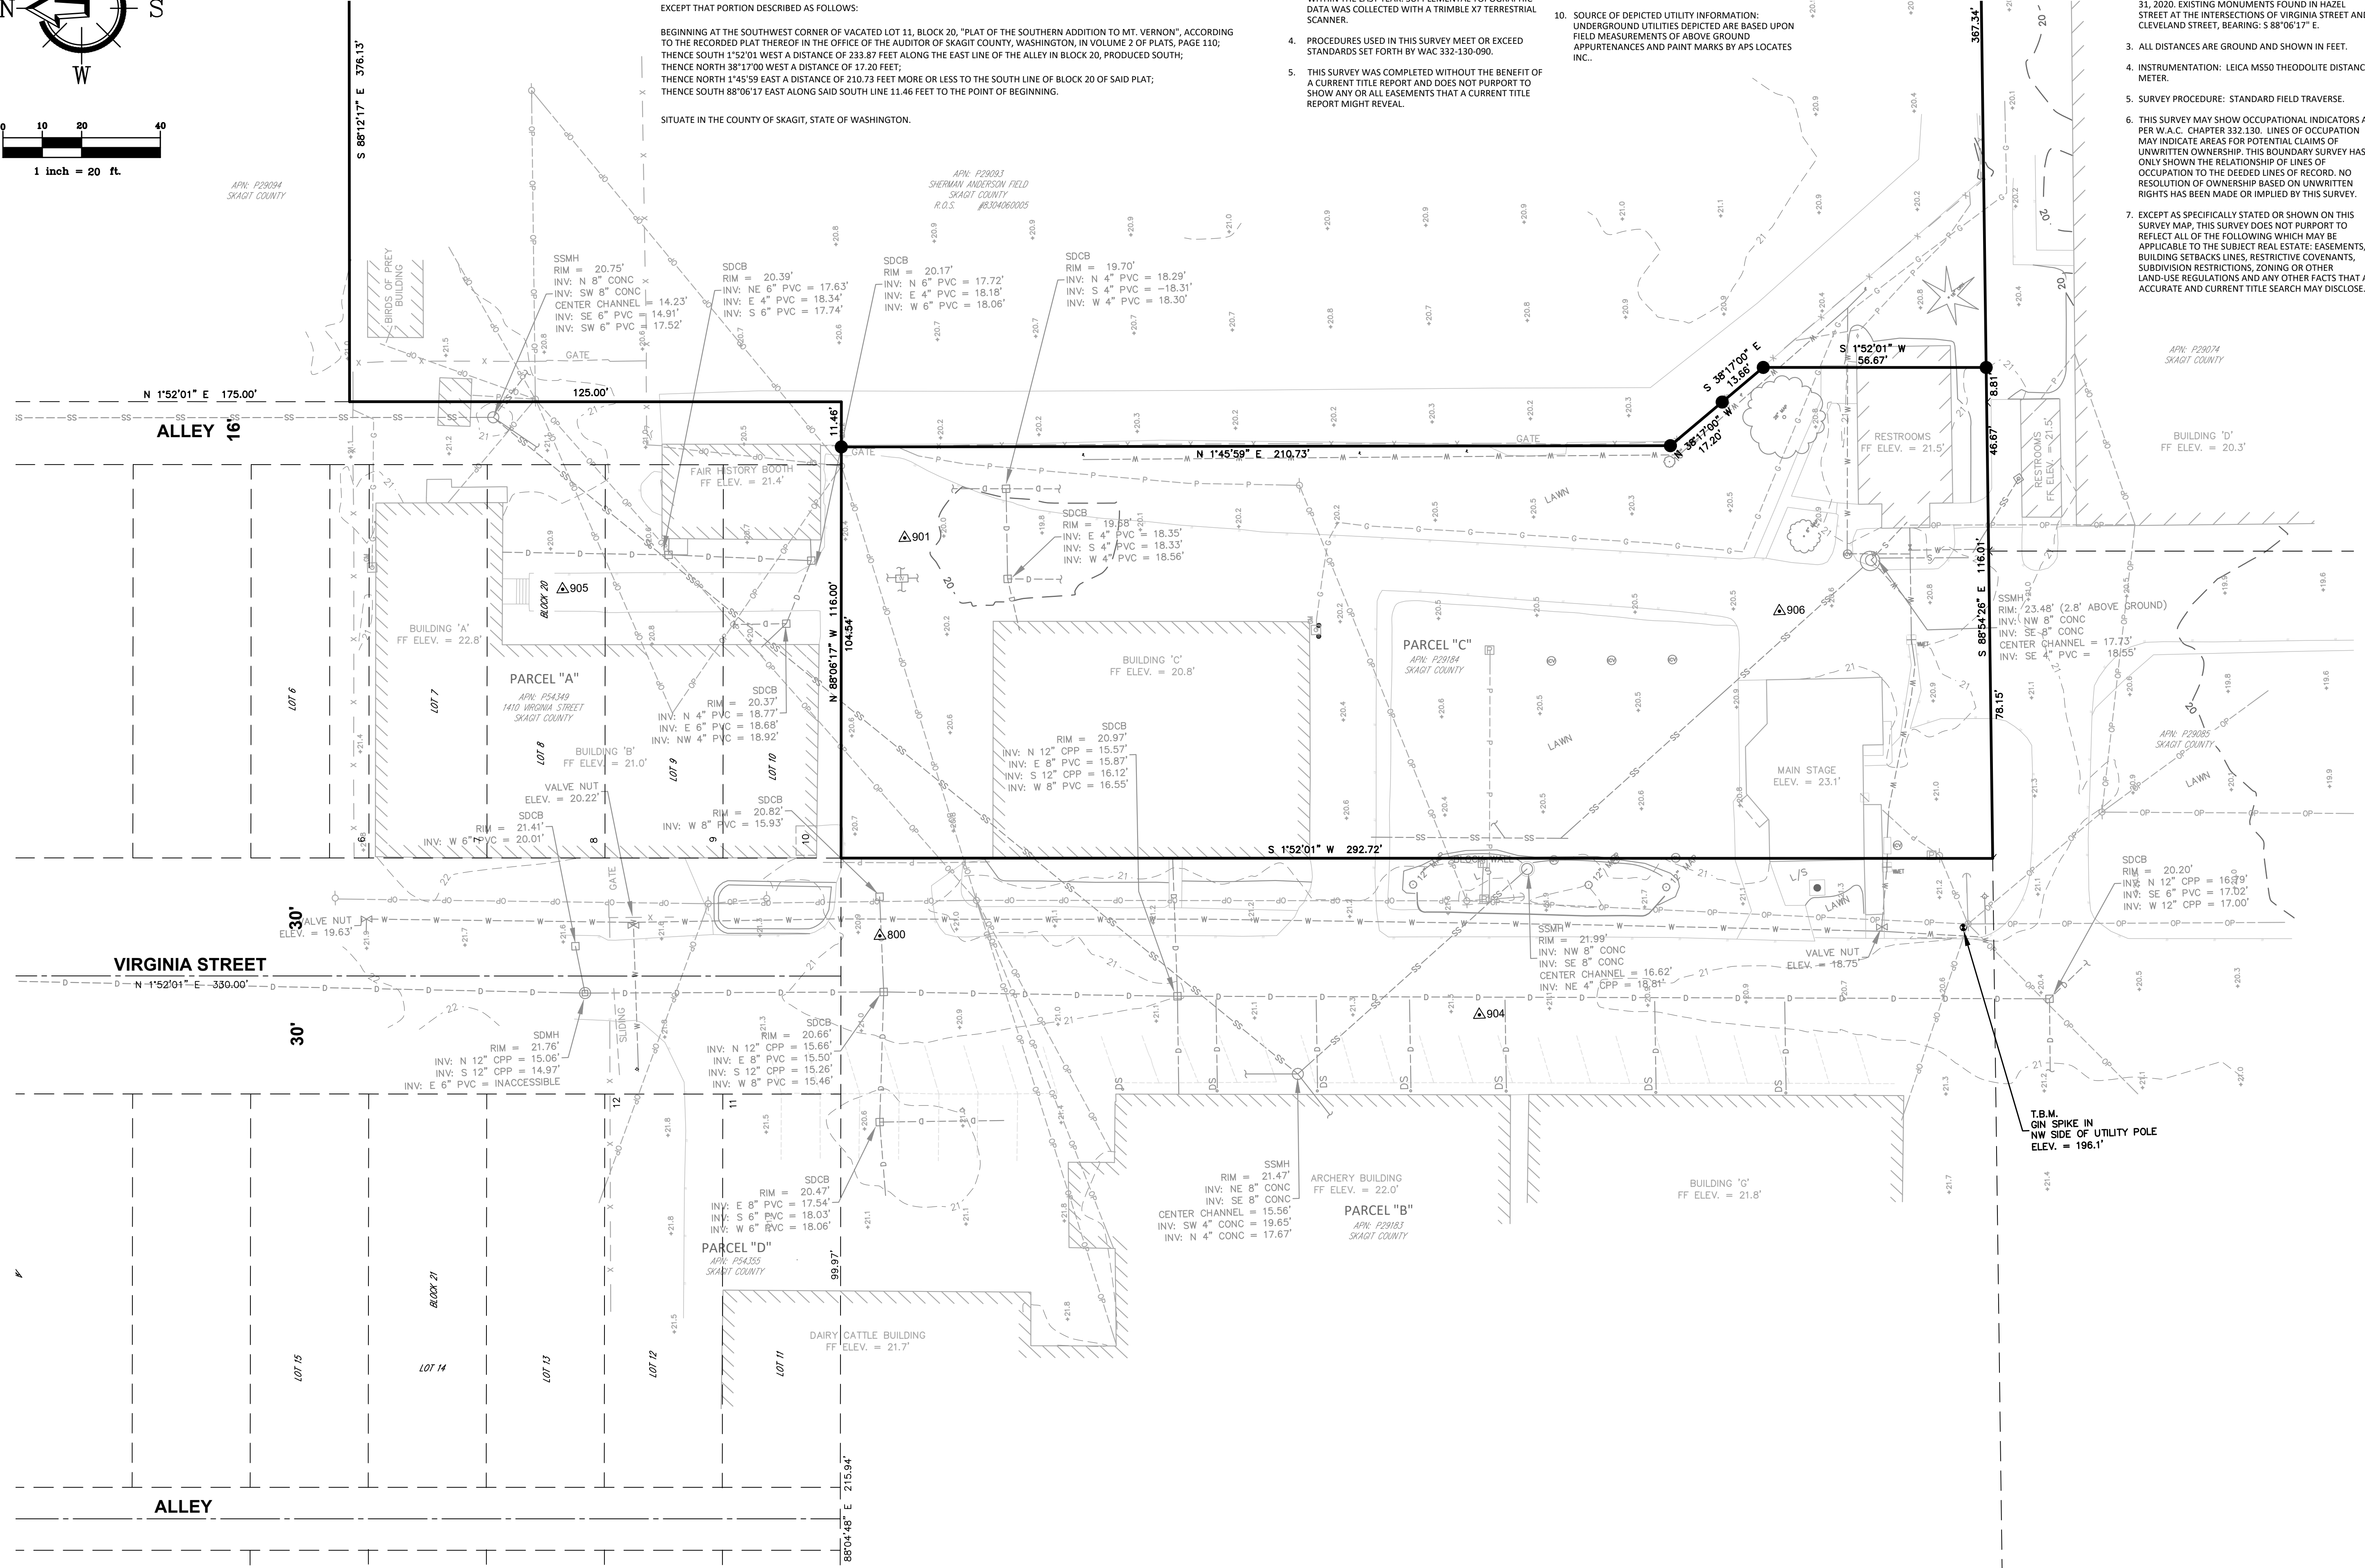 N
S
W
0 10 20 40
1 inch = 20 ft.
EXCEPT THAT PORTION DESCRIBED AS FOLLOWS:
BEGINNING AT THE SOUTHWEST CORNER OF VACATED LOT 11, BLOCK 20, "PLAT OF THE SOUTHERN ADDITION TO MT. VERNON", ACCORDING
TO THE RECORDED PLAT THEREOF IN THE OFFICE OF THE AUDITOR OF SKAGIT COUNTY, WASHINGTON, IN VOLUME 2 OF PLATS, PAGE 110;
THENCE SOUTH 1°52'01 WEST A DISTANCE OF 233.87 FEET ALONG THE EAST LINE OF THE ALLEY IN BLOCK 20, PRODUCED SOUTH;
THENCE NORTH 38°17'00 WEST A DISTANCE OF 17.20 FEET;
THENCE NORTH 1°45'59 EAST A DISTANCE OF 210.73 FEET MORE OR LESS TO THE SOUTH LINE OF BLOCK 20 OF SAID PLAT;
THENCE SOUTH 88°06'17 EAST ALONG SAID SOUTH LINE 11.46 FEET TO THE POINT OF BEGINNING.
SITUATE IN THE COUNTY OF SKAGIT, STATE OF WASHINGTON.
DATA WAS COLLECTED WITH A TRIMBLE X7 TERRESTRIAL
SCANNER.
4. PROCEDURES USED IN THIS SURVEY MEET OR EXCEED
STANDARDS SET FORTH BY WAC 332-130-090.
5. THIS SURVEY WAS COMPLETED WITHOUT THE BENEFIT OF
A CURRENT TITLE REPORT AND DOES NOT PURPORT TO
SHOW ANY OR ALL EASEMENTS THAT A CURRENT TITLE
REPORT MIGHT REVEAL.
10. SOURCE OF DEPICTED UTILITY INFORMATION:
UNDERGROUND UTILITIES DEPICTED ARE BASED UPON
FIELD MEASUREMENTS OF ABOVE GROUND
APPURTENANCES AND PAINT MARKS BY APS LOCATES
INC..
31, 2020. EXISTING MONUMENTS FOUND IN HAZEL
STREET AT THE INTERSECTIONS OF VIRGINIA STREET AN
CLEVELAND STREET, BEARING: S 88°06'17" E.
3. ALL DISTANCES ARE GROUND AND SHOWN IN FEET.
4. INSTRUMENTATION: LEICA MS50 THEODOLITE DISTANC
METER.
5. SURVEY PROCEDURE: STANDARD FIELD TRAVERSE.
6. THIS SURVEY MAY SHOW OCCUPATIONAL INDICATORS A
PER W.A.C. CHAPTER 332.130. LINES OF OCCUPATION
MAY INDICATE AREAS FOR POTENTIAL CLAIMS OF
UNWRITTEN OWNERSHIP. THIS BOUNDARY SURVEY HAS
ONLY SHOWN THE RELATIONSHIP OF LINES OF
OCCUPATION TO THE DEEDED LINES OF RECORD. NO
RESOLUTION OF OWNERSHIP BASED ON UNWRITTEN
RIGHTS HAS BEEN MADE OR IMPLIED BY THIS SURVEY.
7. EXCEPT AS SPECIFICALLY STATED OR SHOWN ON THIS
SURVEY MAP, THIS SURVEY DOES NOT PURPORT TO
REFLECT ALL OF THE FOLLOWING WHICH MAY BE
APPLICABLE TO THE SUBJECT REAL ESTATE: EASEMENTS,
BUILDING SETBACKS LINES, RESTRICTIVE COVENANTS,
SUBDIVISION RESTRICTIONS, ZONING OR OTHER
LAND-USE REGULATIONS AND ANY OTHER FACTS THAT A
ACCURATE AND CURRENT TITLE SEARCH MAY DISCLOSE.
S 88°12'17" E 376.13'
367.34'
APN: P29094
SKAGIT COUNTY
APN: P29093
SHERMAN ANDERSON FIELD
SKAGIT COUNTY
R.O.S. #8304060005
APN: P29074
SKAGIT COUNTY
BIRDS OF PREY
BUILDING
SSMH
RIM = 20.75'
INV: N 8" CONC
INV: SW 8" CONC
CENTER CHANNEL = 14.23'
INV: SE 6" PVC = 14.91'
INV: SW 6" PVC = 17.52'
SDCB
RIM = 20.39'
INV: NE 6" PVC = 17.63'
INV: E 4" PVC = 18.34'
INV: S 6" PVC = 17.74'
SDCB
RIM = 20.17'
INV: N 6" PVC = 17.72'
INV: E 4" PVC = 18.18'
INV: W 6" PVC = 18.06'
SDCB
RIM = 19.70'
INV: N 4" PVC = 18.29'
INV: S 4" PVC = -18.31'
INV: W 4" PVC = 18.30'
GATE
N 1°52'01" E 175.00'
125.00'
11.46'
ALLEY 16'
N 1°45'59" E 210.73'
GATE
GATE
S 38°17'00" E
13.66'
N 38°17'00" W
17.20'
S 1°52'01" W
56.67'
8.81'
46.67'
S 88°54'26" E 116.01'
78.15'
RESTROOMS
FF ELEV. = 21.5'
RESTROOMS
FF ELEV. = 21.5'
BUILDING 'D'
FF ELEV. = 20.3'
FAIR HISTORY BOOTH
FF ELEV. = 21.4'
901
905
906
SDCB
RIM = 19.68'
INV: E 4" PVC = 18.35'
INV: S 4" PVC = 18.33'
INV: W 4" PVC = 18.56'
LAWN
BLOCK 20
BUILDING 'A'
FF ELEV. = 22.8'
N 88°06'17" W 116.00'
104.54'
BUILDING 'C'
FF ELEV. = 20.8'
PARCEL "C"
APN: P29184
SKAGIT COUNTY
SSMH
RIM: 23.48' (2.8' ABOVE GROUND)
INV: NW 8" CONC
INV: SE 8" CONC
CENTER CHANNEL = 17.73'
INV: SE 4" PVC = 18.55'
PARCEL "A"
APN: P54349
1410 VIRGINIA STREET
SKAGIT COUNTY
LOT 6
LOT 7
LOT 8
LOT 9
LOT 10
BUILDING 'B'
FF ELEV. = 21.0'
SDCB
RIM = 20.37'
INV: N 4" PVC = 18.77'
INV: E 6" PVC = 18.68'
INV: NW 4" PVC = 18.92'
SDCB
RIM = 20.97'
INV: N 12" CPP = 15.57'
INV: E 8" PVC = 15.87'
INV: S 12" CPP = 16.12'
INV: W 8" PVC = 16.55'
LAWN
MAIN STAGE
ELEV. = 23.1'
APN: P29085
SKAGIT COUNTY
LAWN
VALVE NUT
ELEV. = 20.22'
SDCB
RIM = 21.41'
INV: W 6" PVC = 20.01'
SDCB
RIM = 20.82'
INV: W 8" PVC = 15.93'
6
7
8
9
10
S 1°52'01" W 292.72'
L/S
LAWN
SDCB
RIM = 20.20'
INV: N 12" CPP = 16.79'
INV: SE 6" PVC = 17.02'
INV: W 12" PVC = 17.00'
GATE
30'
VALVE NUT
ELEV. = 19.63'
800
SSMH
RIM = 21.99'
INV: NW 8" CONC
INV: SE 8" CONC
CENTER CHANNEL = 16.62'
INV: NE 4" CPP = 18.81'
VALVE NUT
ELEV. = 18.75'
VIRGINIA STREET
N 1°52'01" E 330.00'
30'
904
SLIDING
SDMH
RIM = 21.76'
INV: N 12" CPP = 15.06'
INV: S 12" CPP = 14.97'
INV: E 6" PVC = INACCESSIBLE
SDCB
RIM = 20.66'
INV: N 12" CPP = 15.66'
INV: E 8" PVC = 15.50'
INV: S 12" CPP = 15.26'
INV: W 8" PVC = 15.46'
12
11
T.B.M.
GIN SPIKE IN
NW SIDE OF UTILITY POLE
ELEV. = 196.1'
SDCB
RIM = 20.47'
INV: E 8" PVC = 17.54'
INV: S 6" PVC = 18.03'
INV: W 6" PVC = 18.06'
SSMH
RIM = 21.47'
INV: NE 8" CONC
INV: SE 8" CONC
CENTER CHANNEL = 15.56'
INV: SW 4" CONC = 19.65'
INV: N 4" CONC = 17.67'
ARCHERY BUILDING
FF ELEV. = 22.0'
PARCEL "B"
APN: P29183
SKAGIT COUNTY
BUILDING 'G'
FF ELEV. = 21.8'
PARCEL "D"
APN: P54355
SKAGIT COUNTY
99.97'
BLOCK 21
DAIRY CATTLE BUILDING
FF ELEV. = 21.7'
LOT 15
LOT 14
LOT 13
LOT 12
LOT 11
ALLEY
88°04'48" E 215.94'